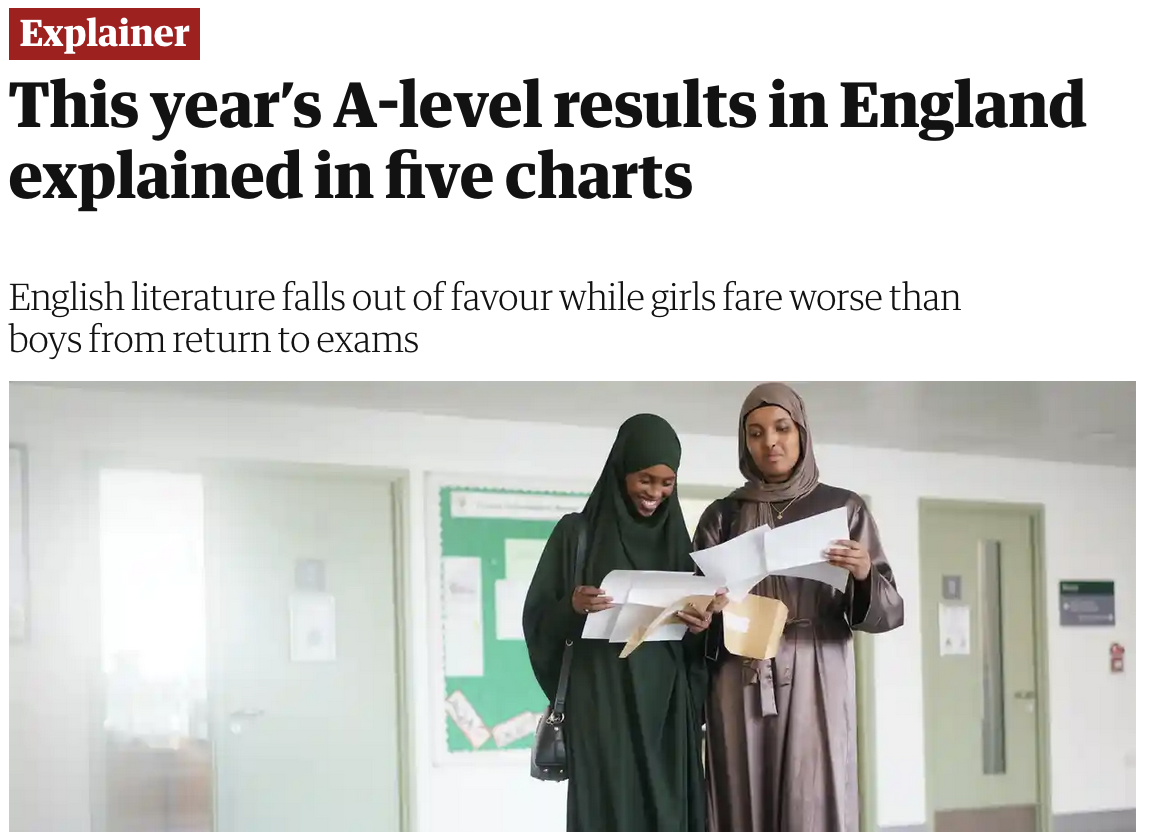 Explainer
This year’s A-level results in England
explained in five charts
English literature falls out of favour while girls fare worse than
boys from return to exams